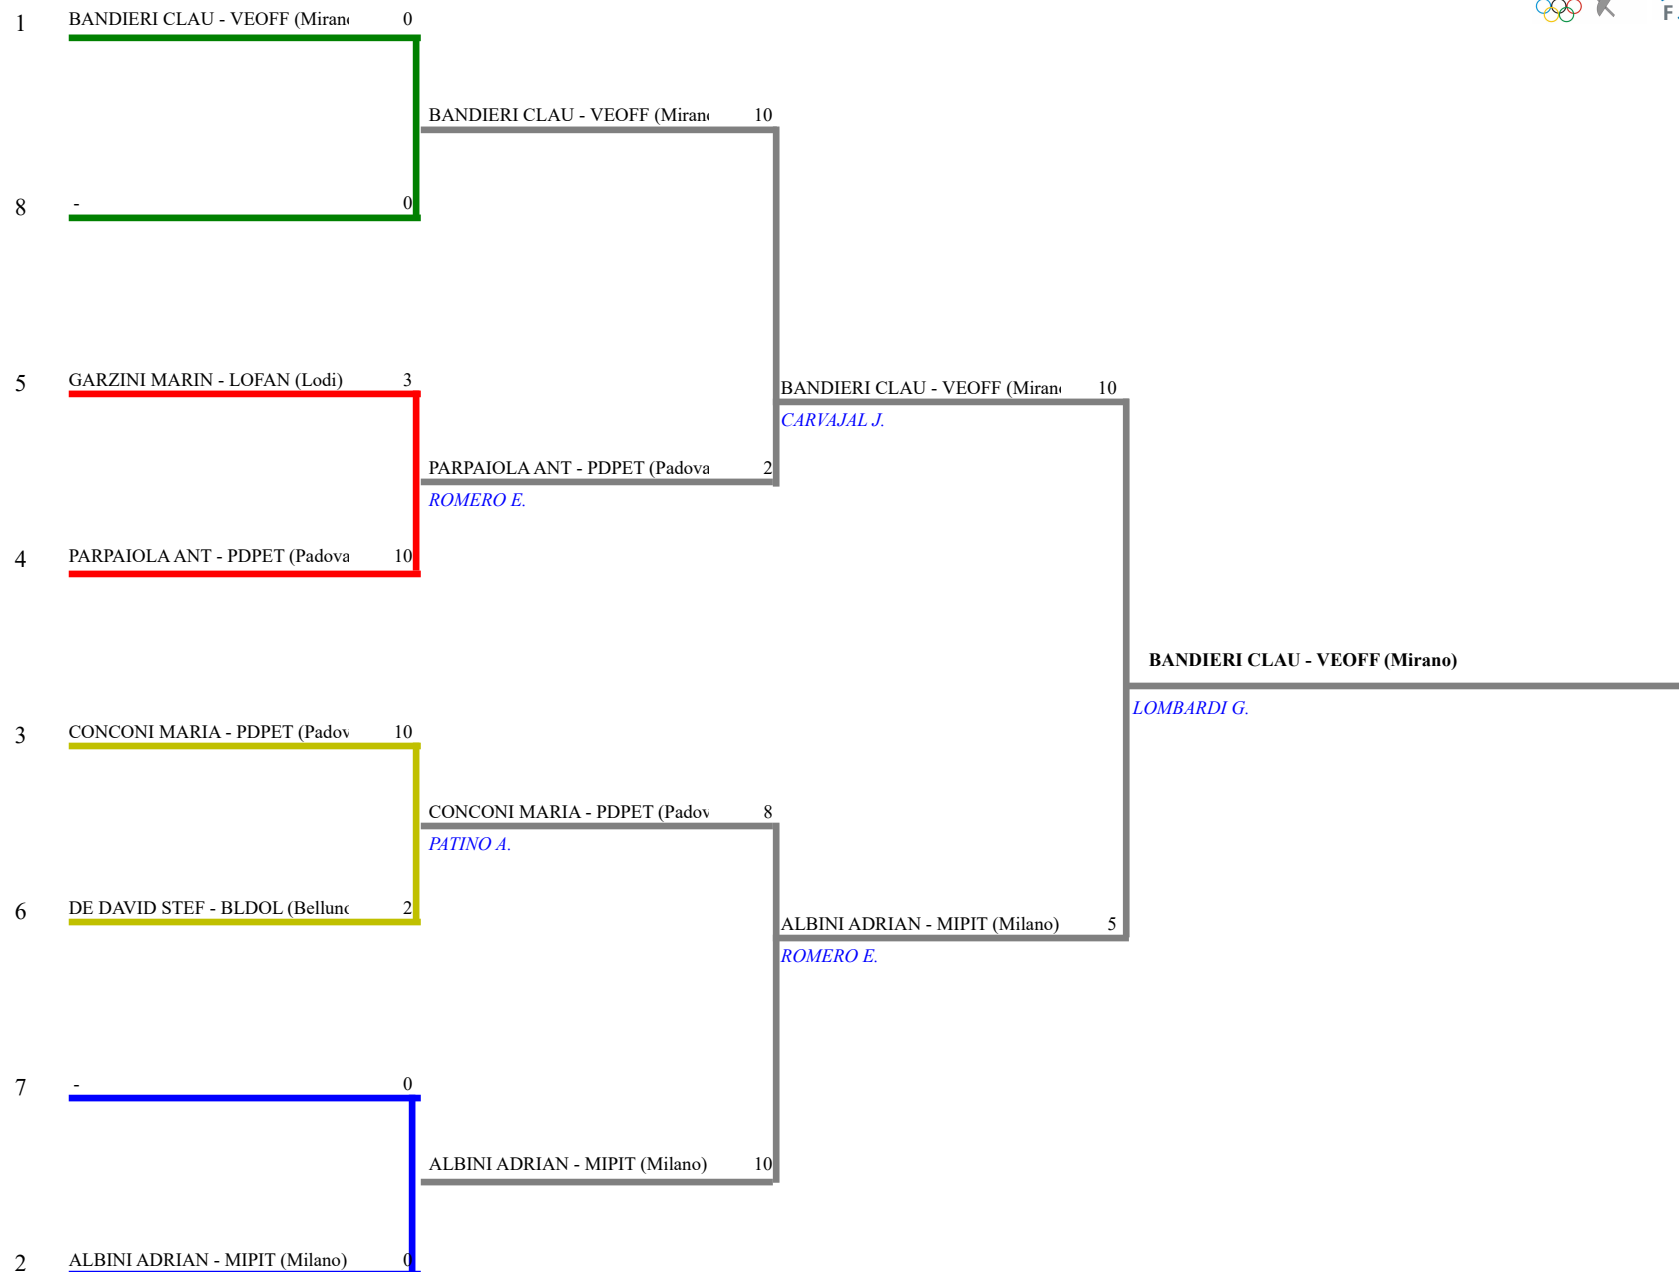 1 BANDIERI CLAU - VEOFF (Miran 0
BANDIERI CLAU - VEOFF (Miran 10
8 - 0
5 GARZINI MARIN - LOFAN (Lodi) 3
BANDIERI CLAU - VEOFF (Miran 10
CARVAJAL J.
PARPAIOLA ANT - PDPET (Padova 2
ROMERO E.
4 PARPAIOLA ANT - PDPET (Padova 10
BANDIERI CLAU - VEOFF (Mirano)
LOMBARDI G.
3 CONCONI MARIA - PDPET (Padov 10
CONCONI MARIA - PDPET (Padov 8
PATINO A.
6 DE DAVID STEF - BLDOL (Bellun 2
ALBINI ADRIAN - MIPIT (Milano) 5
ROMERO E.
7 - 0
ALBINI ADRIAN - MIPIT (Milano) 10
2 ALBINI ADRIAN - MIPIT (Milano) 0
F